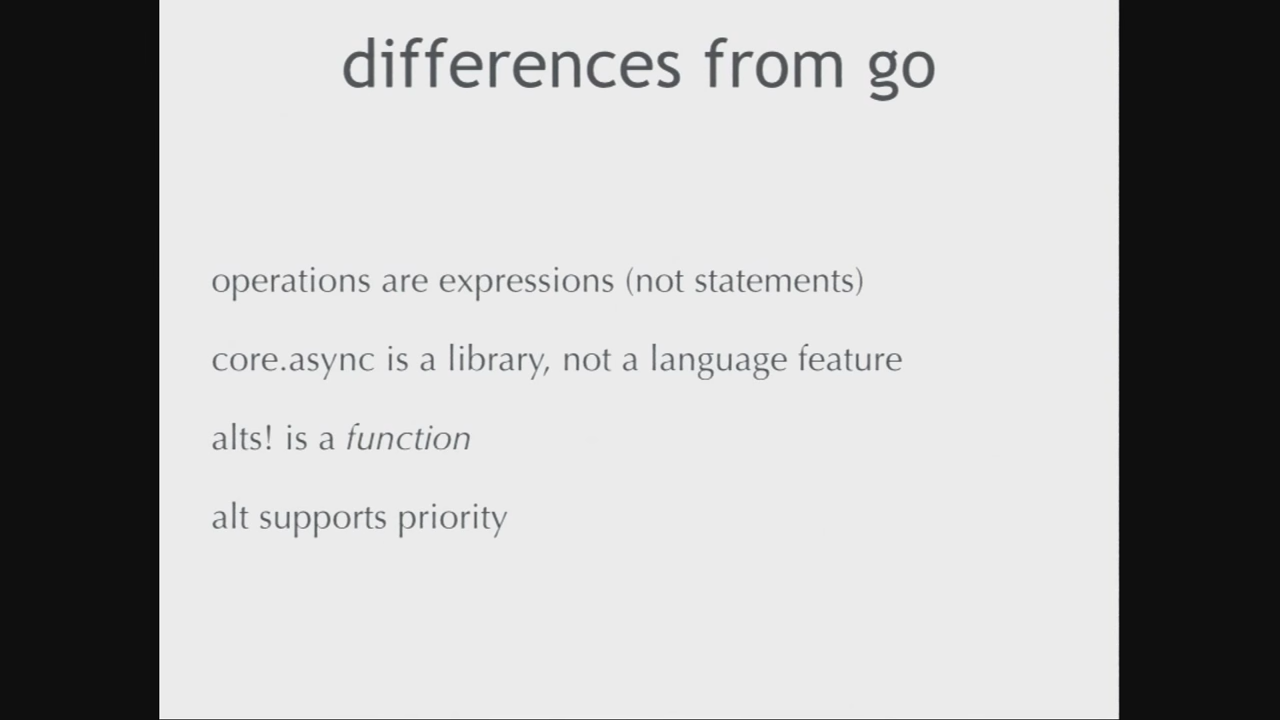 differences from go
operations are expressions (not statements)
core.async is a library, not a language feature
alts! is a function
alt supports priority